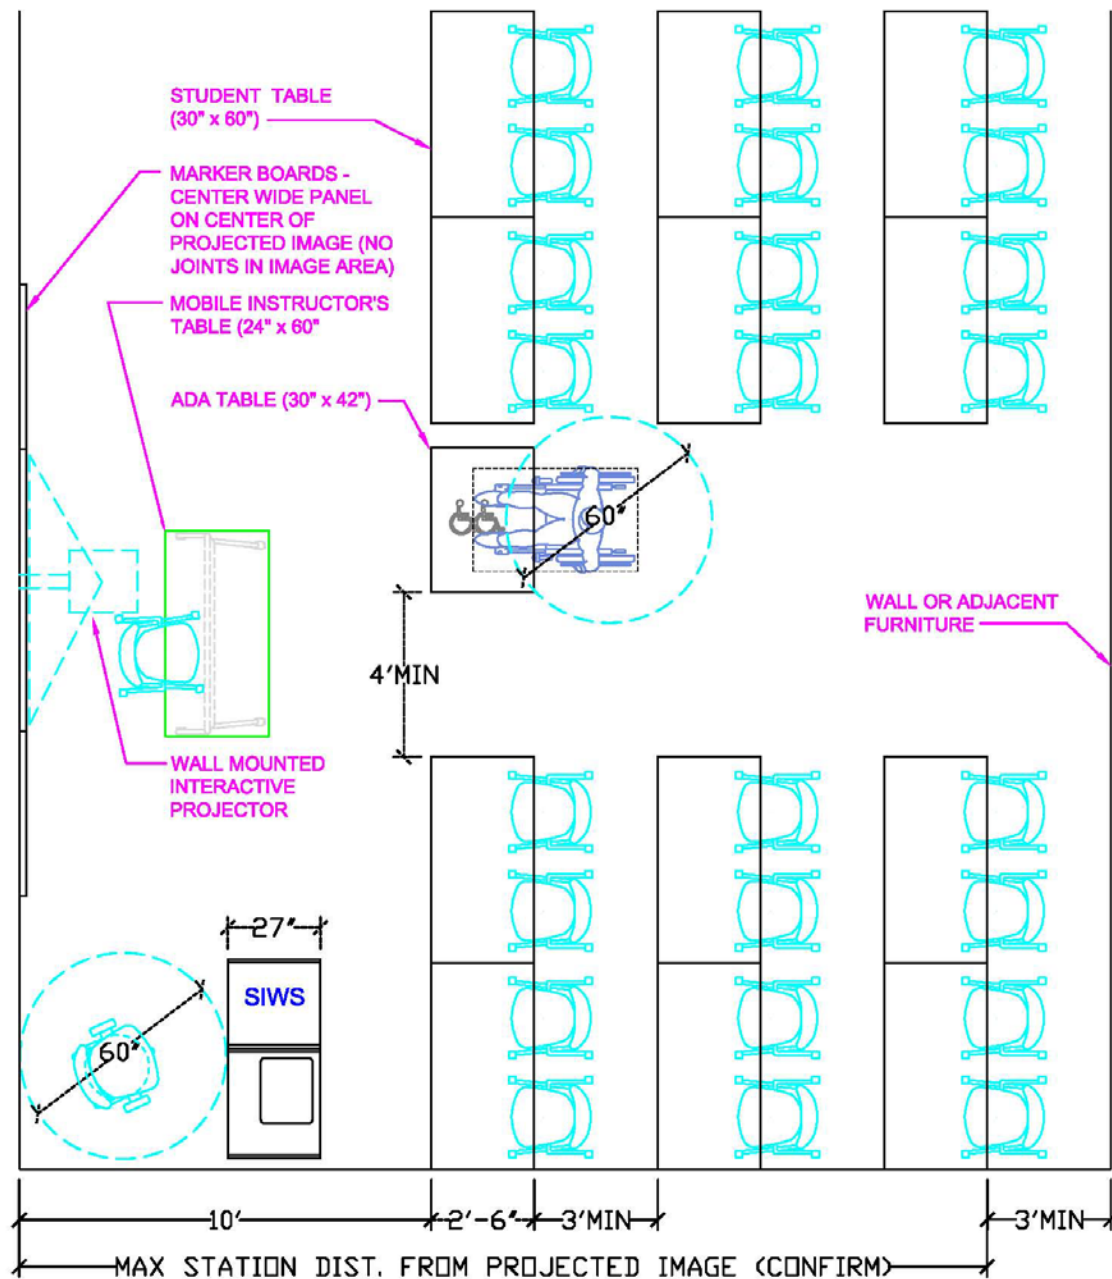 STUDENT TABLE
(30" x 60")
MARKER BOARDS -
CENTER WIDE PANEL
ON CENTER OF
PROJECTED IMAGE (NO
JOINTS IN IMAGE AREA)
MOBILE INSTRUCTOR'S
TABLE (24" x 60"
ADA TABLE (30" x 42")
60"
WALL OR ADJACENT
FURNITURE
4'MIN
WALL MOUNTED
INTERACTIVE
PROJECTOR
27"
SIWS
60"
10'
2'-6"
3'MIN
3'MIN
MAX STATION DIST. FROM PROJECTED IMAGE (CONFIRM)